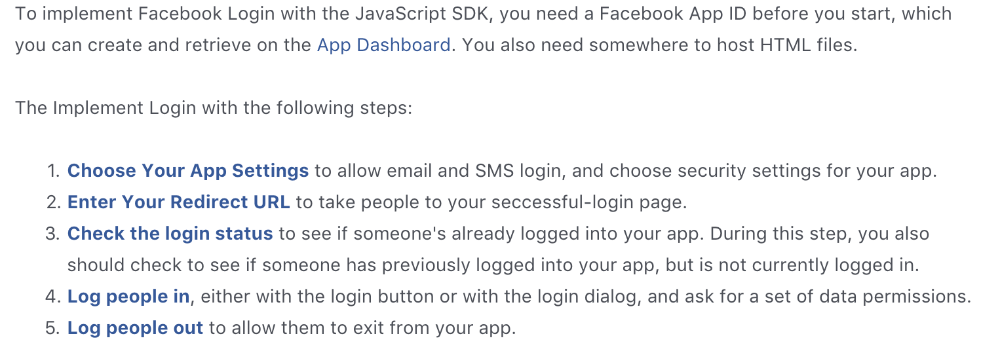 To implement Facebook Login with the JavaScript SDK, you need a Facebook App ID before you start, which
you can create and retrieve on the App Dashboard. You also need somewhere to host HTML files.
The Implement Login with the following steps:
1. Choose Your App Settings to allow email and SMS login, and choose security settings for your app.
2. Enter Your Redirect URL to take people to your seccessful-login page.
3. Check the login status to see if someone's already logged into your app. During this step, you also
should check to see if someone has previously logged into your app, but is not currently logged in.
4. Log people in, either with the login button or with the login dialog, and ask for a set of data permissions.
5. Log people out to allow them to exit from your app.